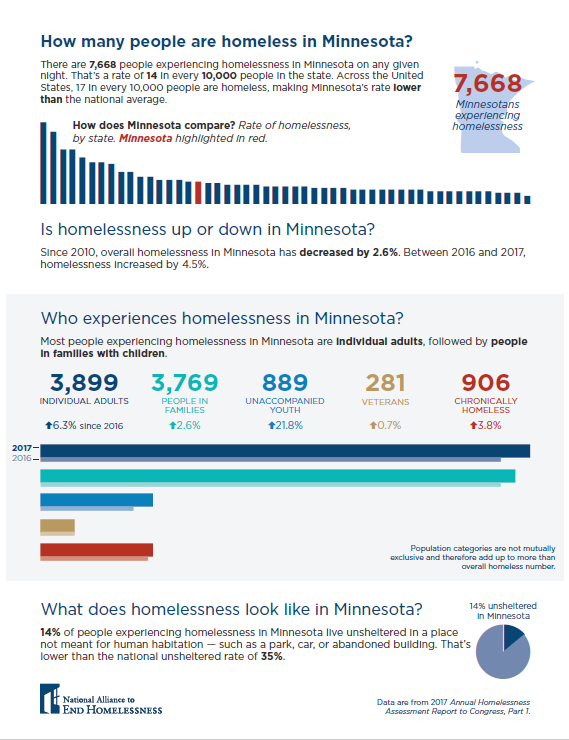 How many people are homeless in Minnesota?
There are 7,668 people experiencing homelessness in Minnesota on any given
night. That's a rate of 14 in every 10,000 people in the state. Across the United
States, 17 in every 10,000 people are homeless, making Minnesota's rate lower
than the national average.
7,668
Minnesotans
experiencing
homelessness
How does Minnesota compare? Rate of homelessness,
by state. Minnesota highlighted in red.
Is homelessness up or down in Minnesota?
Since 2010, overall homelessness in Minnesota has decreased by 2.6%. Between 2016 and 2017,
homelessness increased by 4.5%.
Who experiences homelessness in Minnesota?
Most people experiencing homelessness in Minnesota are individual adults, followed by people
in families with children.
3,899
INDIVIDUAL ADULTS
↑6.3% since 2016
3,769
PEOPLE IN
FAMILIES
↑2.6%
889
UNACCOMPANIED
YOUTH
↑21.8%
281
VETERANS
↑0.7%
906
CHRONICALLY
HOMELESS
↑3.8%
2017
2016
Population categories are not mutually
exclusive and therefore add up to more than
overall homeless number.
What does homelessness look like in Minnesota?
14% of people experiencing homelessness in Minnesota live unsheltered in a place
not meant for human habitation — such as a park, car, or abandoned building. That's
lower than the national unsheltered rate of 35%.
14% unsheltered
in Minnesota
National Alliance to
END HOMELESSNESS
Data are from 2017 Annual Homelessness
Assessment Report to Congress, Part 1.